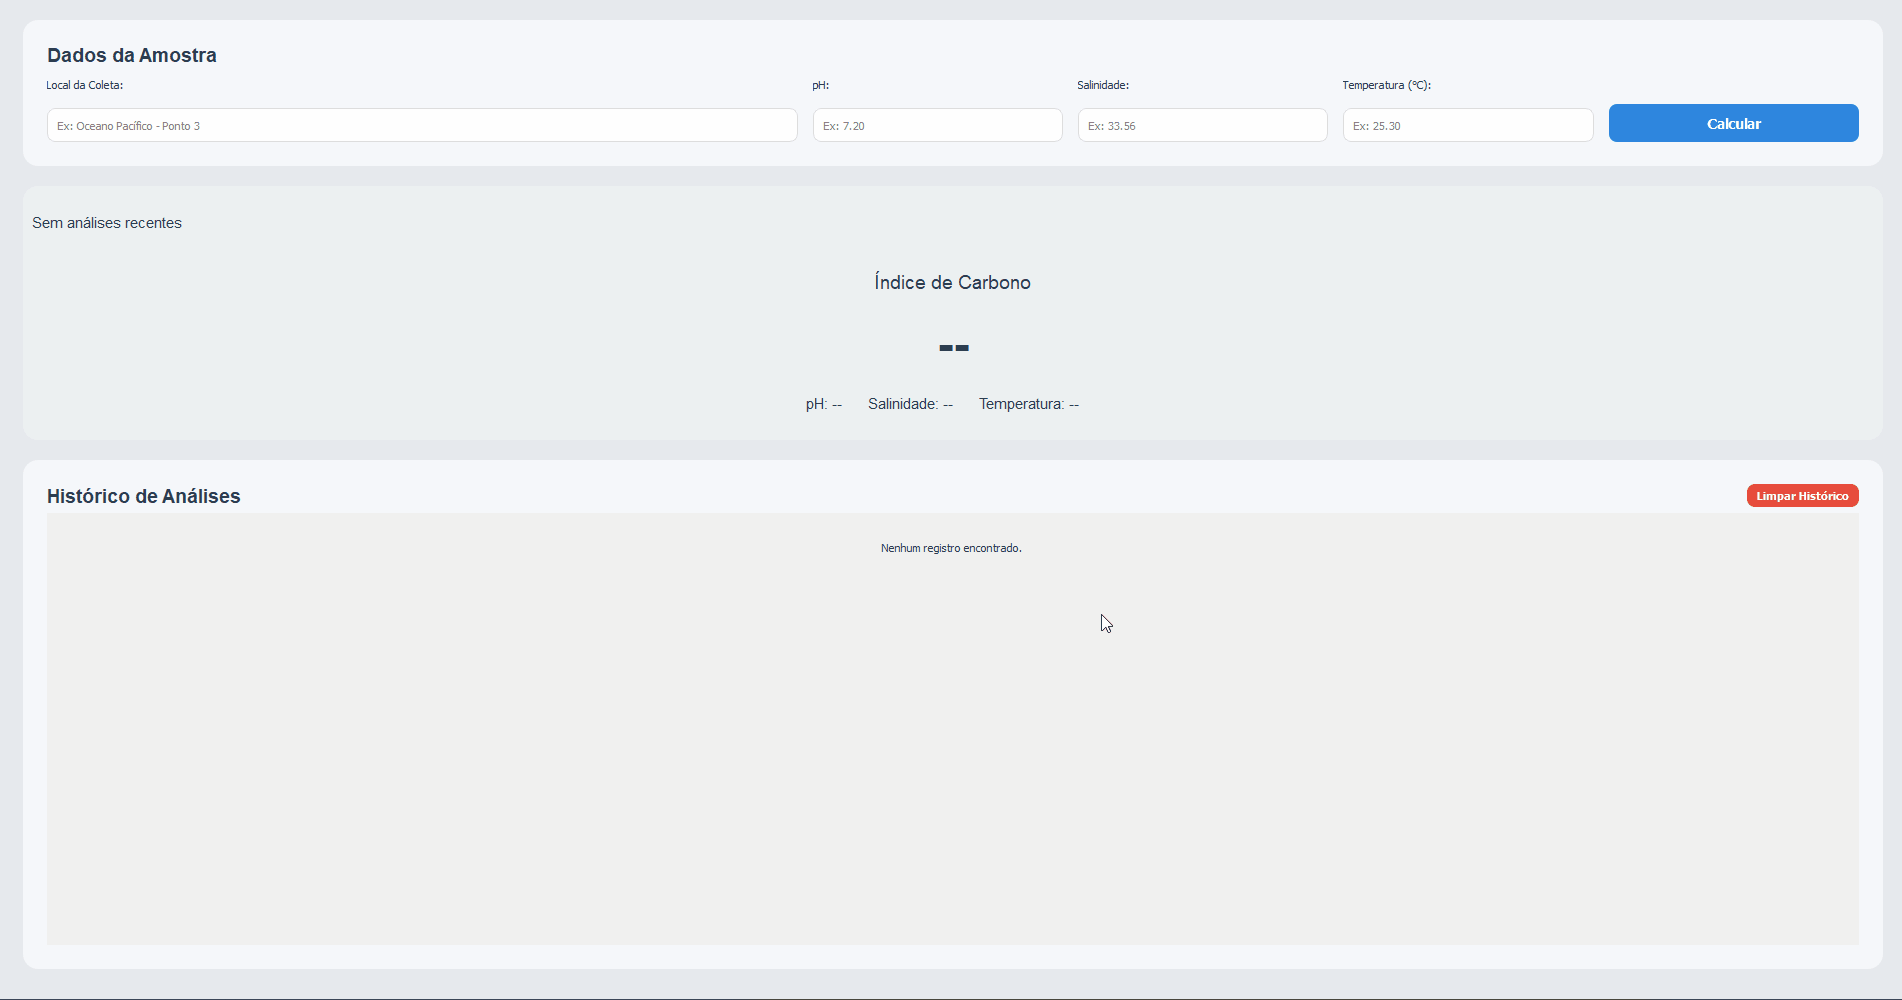 Dados da Amostra
Local da Coleta: pH: Salinidade: Temperatura (ºC):
Ex: Oceano Pacífico - Ponto 3 Ex: 7.20 Ex: 33.56 Ex: 25.30 Calcular
Sem análises recentes
Índice de Carbono
--
pH: -- Salinidade: -- Temperatura: --
Histórico de Análises Limpar Histórico
Nenhum registro encontrado.